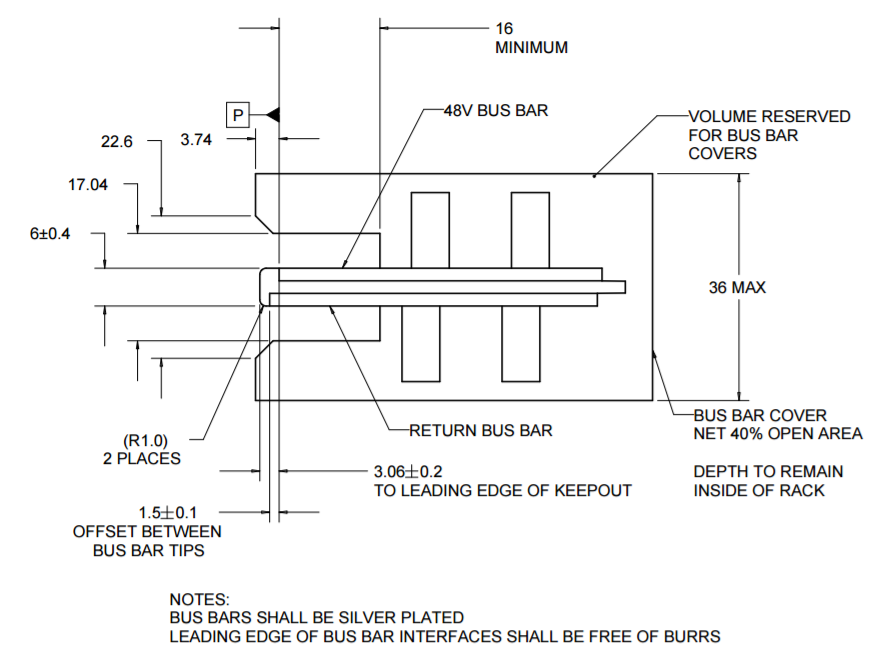 16
MINIMUM
P
48V BUS BAR
VOLUME RESERVED
FOR BUS BAR
COVERS
22.6
3.74
17.04
6±0.4
36 MAX
BUS BAR COVER
NET 40% OPEN AREA
DEPTH TO REMAIN
INSIDE OF RACK
(R1.0)
2 PLACES
RETURN BUS BAR
3.06±0.2
TO LEADING EDGE OF KEEPOUT
1.5±0.1
OFFSET BETWEEN
BUS BAR TIPS
NOTES:
BUS BARS SHALL BE SILVER PLATED
LEADING EDGE OF BUS BAR INTERFACES SHALL BE FREE OF BURRS